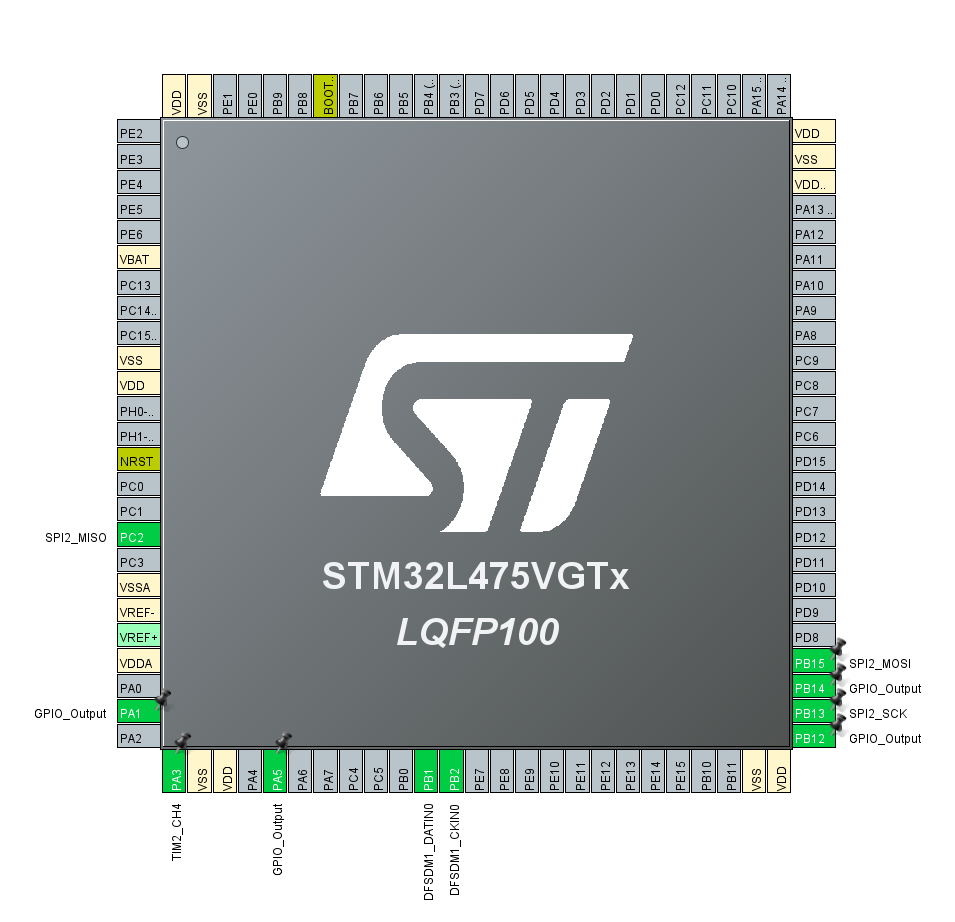 VDD
VSS
PE1
PE0
PB9
PB8
BOOT..
PB7
PB6
PB5
PB4 (..
PB3 (..
PD7
PD6
PD5
PD4
PD3
PD2
PD1
PD0
PC12
PC11
PC10
PA15..
PA14..
PE2
PE3
PE4
PE5
PE6
VBAT
PC13
PC14..
PC15..
VSS
VDD
PH0-..
PH1-..
NRST
PC0
PC1
SPI2_MISO PC2
PC3
VSSA
VREF-
VREF+
VDDA
PA0
GPIO_Output PA1
PA2
ST
STM32L475VGTx
LQFP100
VDD
VSS
VDD..
PA13 ..
PA12
PA11
PA10
PA9
PA8
PC9
PC8
PC7
PC6
PD15
PD14
PD13
PD12
PD11
PD10
PD9
PD8
PB15 SPI2_MOSI
PB14 GPIO_Output
PB13 SPI2_SCK
PB12 GPIO_Output
PA3
VSS
VDD
PA4
PA5
PA6
PA7
PC4
PC5
PB0
PB1
PB2
PE7
PE8
PE9
PE10
PE11
PE12
PE13
PE14
PE15
PB10
PB11
VSS
VDD
TIM2_CH4
GPIO_Output
DFSDM1_DATIN0
DFSDM1_CKIN0